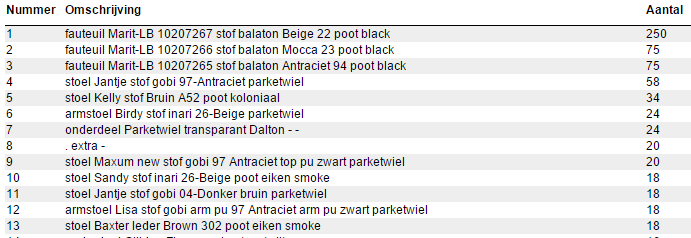 Nummer Omschrijving Aantal
1 fauteuil Marit-LB 10207267 stof balaton Beige 22 poot black 250
2 fauteuil Marit-LB 10207266 stof balaton Mocca 23 poot black 75
3 fauteuil Marit-LB 10207265 stof balaton Antraciet 94 poot black 75
4 stoel Jantje stof gobi 97-Antraciet parketwiel 58
5 stoel Kelly stof Bruin A52 poot koloniaal 34
6 armstoel Birdy stof inari 26-Beige parketwiel 24
7 onderdeel Parketwiel transparant Dalton - - 24
8 . extra - 20
9 stoel Maxum new stof gobi 97 Antraciet top pu zwart parketwiel 20
10 stoel Sandy stof inari 26-Beige poot eiken smoke 18
11 stoel Jantje stof gobi 04-Donker bruin parketwiel 18
12 armstoel Lisa stof gobi arm pu 97 Antraciet arm pu zwart parketwiel 18
13 stoel Baxter leder Brown 302 poot eiken smoke 18